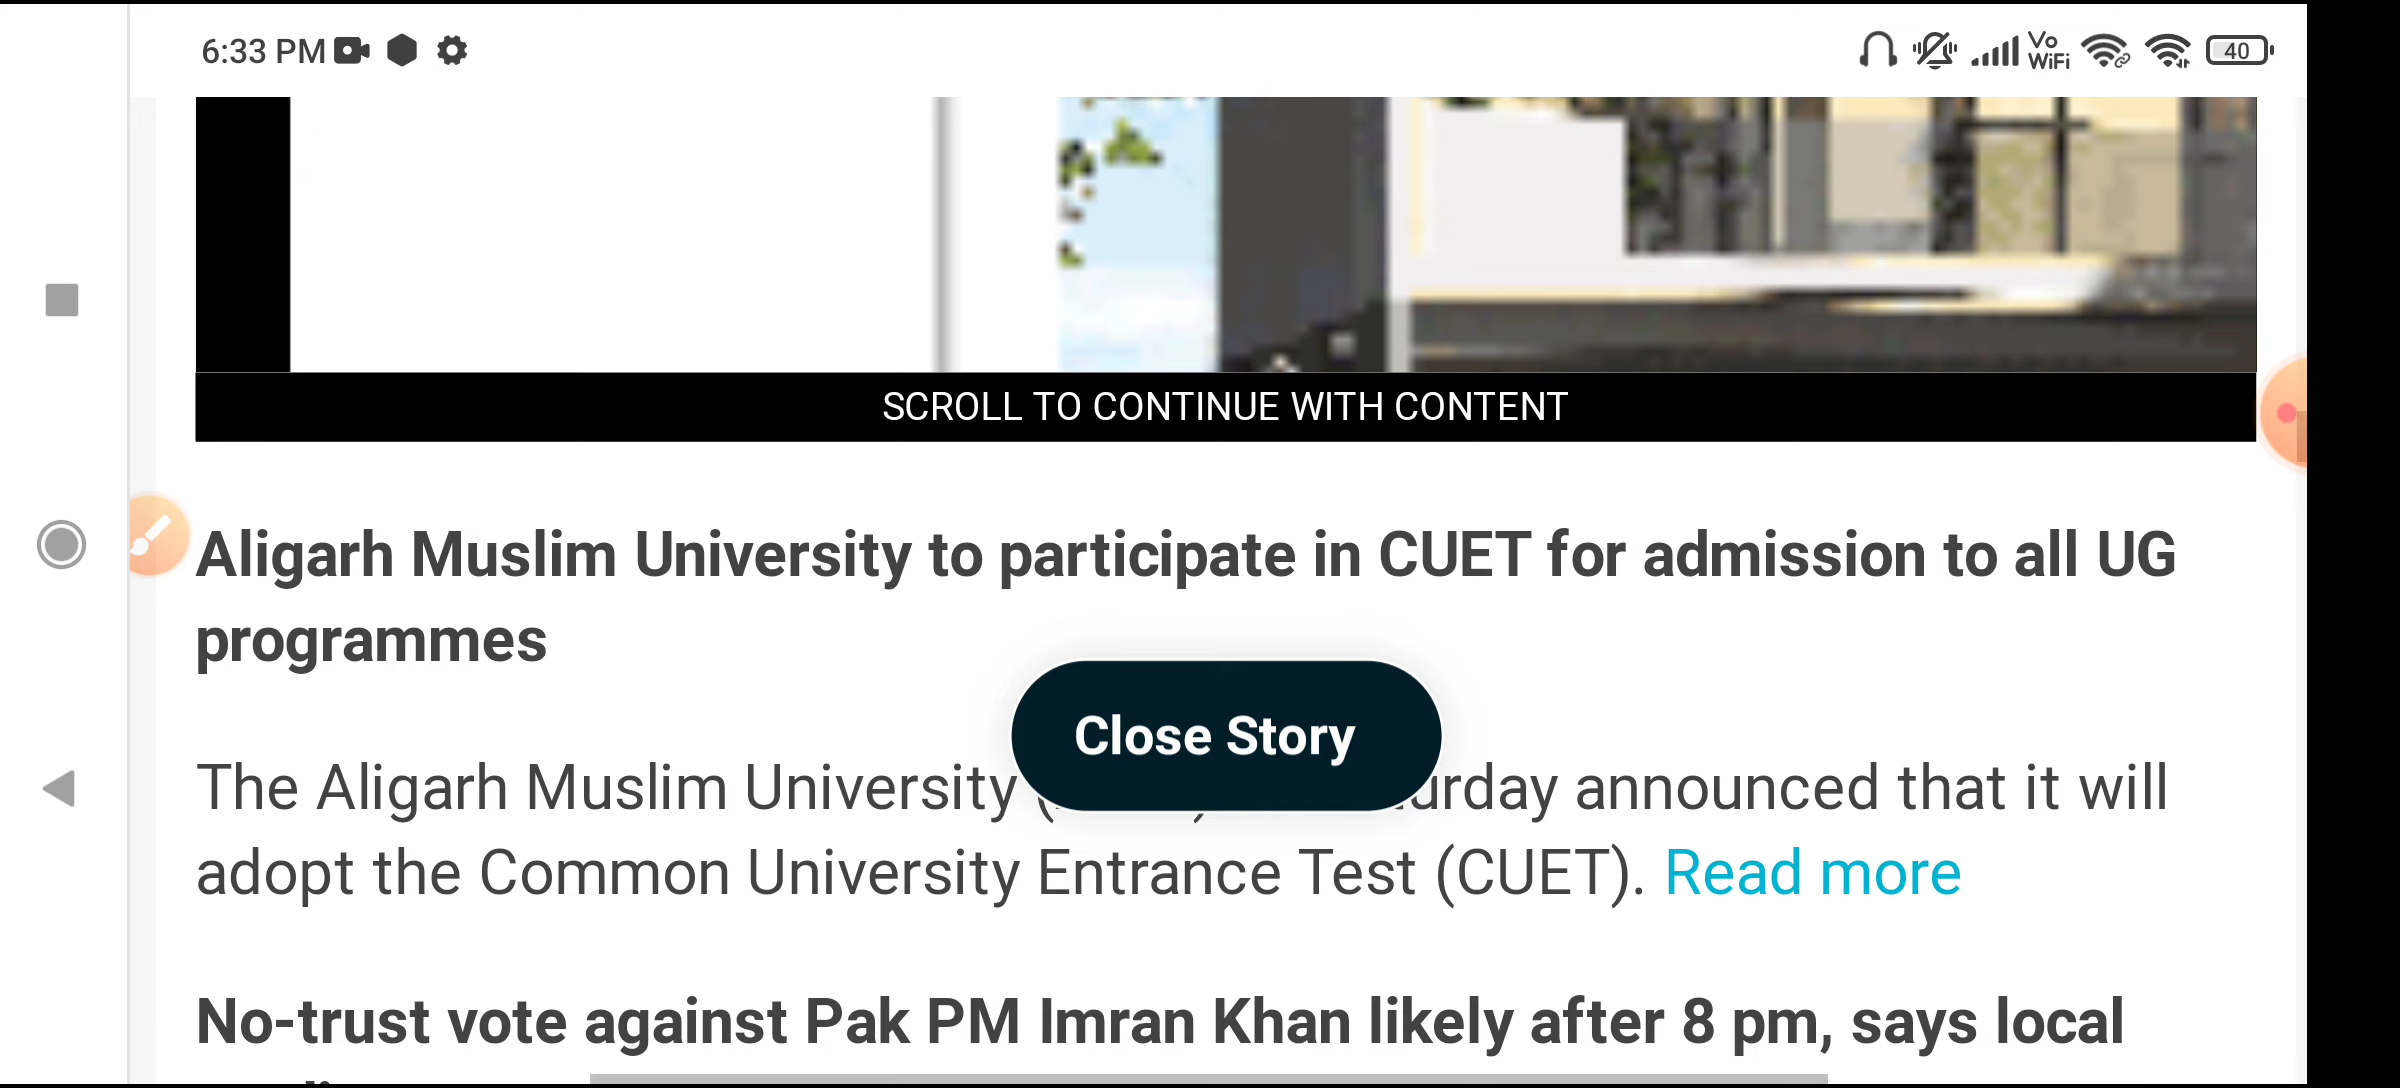 6:33 PM
Vo
WiFi
40
SCROLL TO CONTINUE WITH CONTENT
Aligarh Muslim University to participate in CUET for admission to all UG
programmes
Close Story
The Aligarh Muslim University ( urday announced that it will
adopt the Common University Entrance Test (CUET). Read more
No-trust vote against Pak PM Imran Khan likely after 8 pm, says local